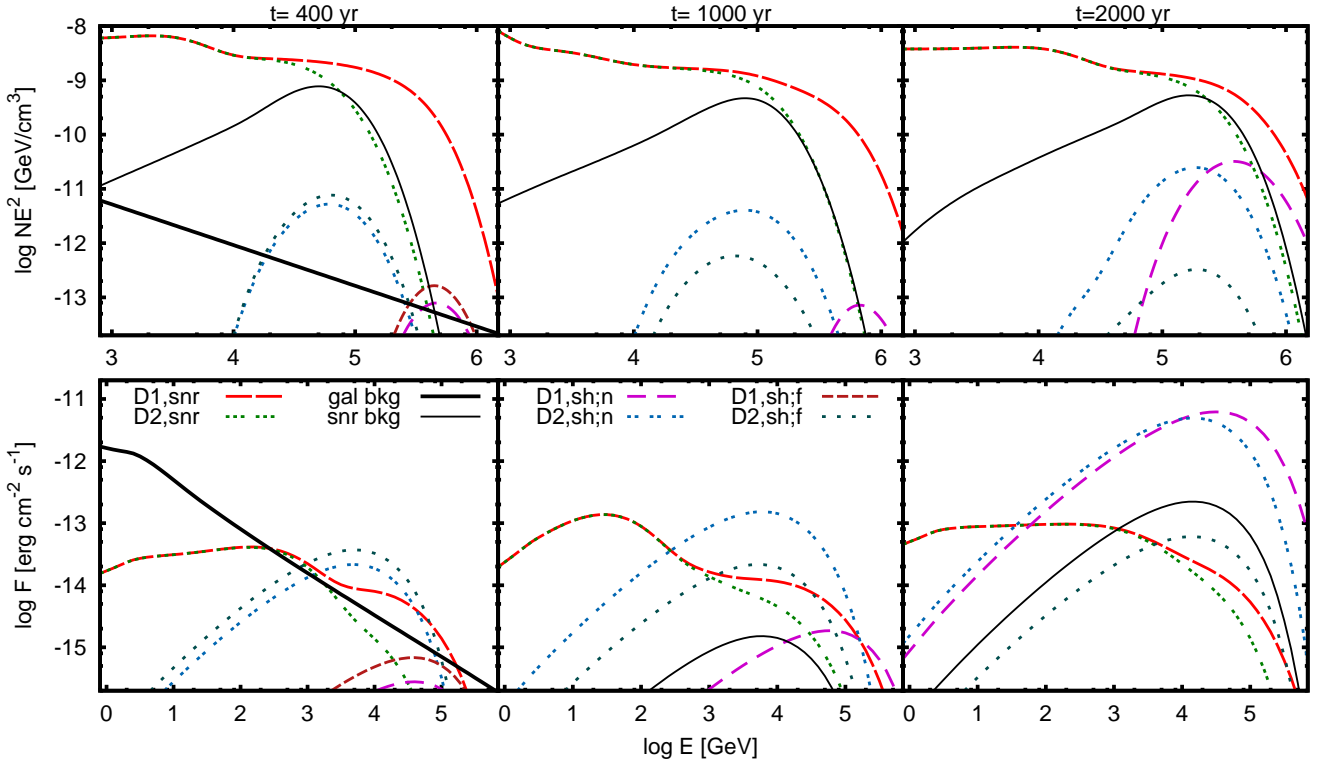 t= 400 yr t= 1000 yr t=2000 yr
-8
-9
-10
-11
-12
-13
log NE² [GeV/cm³]
3 4 5 6 3 4 5 6 3 4 5 6
D1,snr gal bkg D1,sh;n D1,sh;f
D2,snr snr bkg D2,sh;n D2,sh;f
-11
-12
-13
-14
-15
log F [erg cm⁻² s⁻¹]
0 1 2 3 4 5 0 1 2 3 4 5 0 1 2 3 4 5
log E [GeV]